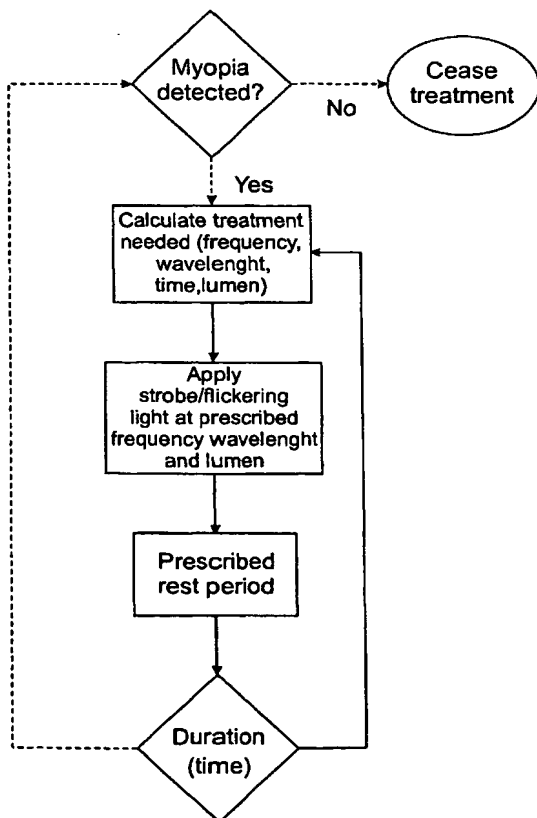 Myopia
detected?
Cease
treatment
No
Yes
Calculate treatment
needed (frequency,
wavelenght,
time,lumen)
Apply
strobe/flickering
light at prescribed
frequency wavelenght
and lumen
Prescribed
rest period
Duration
(time)